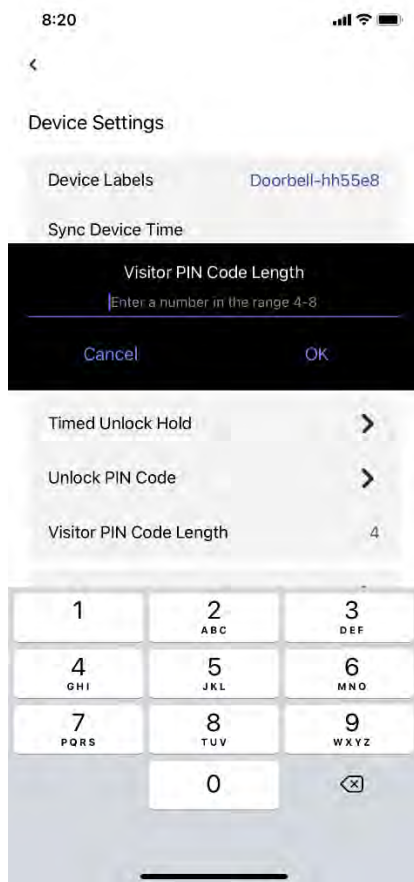 8:20
Device Settings
Device Labels Doorbell-hh55e8
Sync Device Time
Visitor PIN Code Length
Enter a number in the range 4-8
Cancel OK
Timed Unlock Hold
Unlock PIN Code
Visitor PIN Code Length 4
1 2 3
ABC DEF
4 5 6
GHI JKL MNO
7 8 9
PQRS TUV WXYZ
0